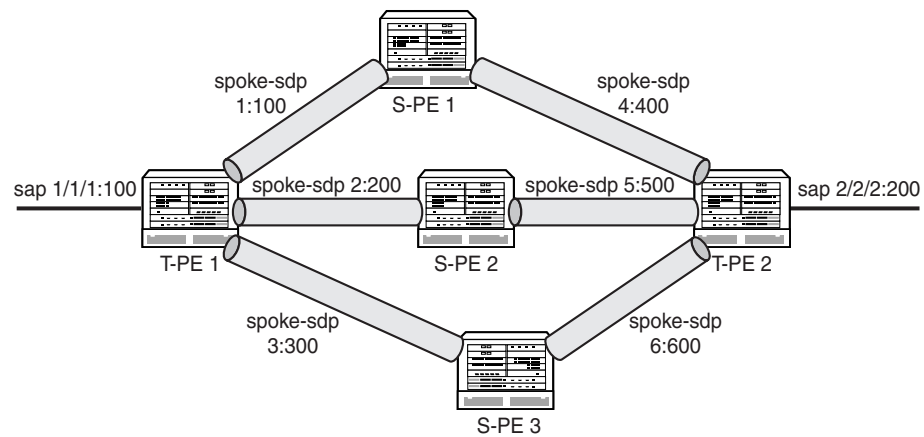 spoke-sdp
1:100
S-PE 1
spoke-sdp
4:400
sap 1/1/1:100
spoke-sdp 2:200
spoke-sdp 5:500
sap 2/2/2:200
T-PE 1
S-PE 2
T-PE 2
spoke-sdp
3:300
spoke-sdp
6:600
S-PE 3